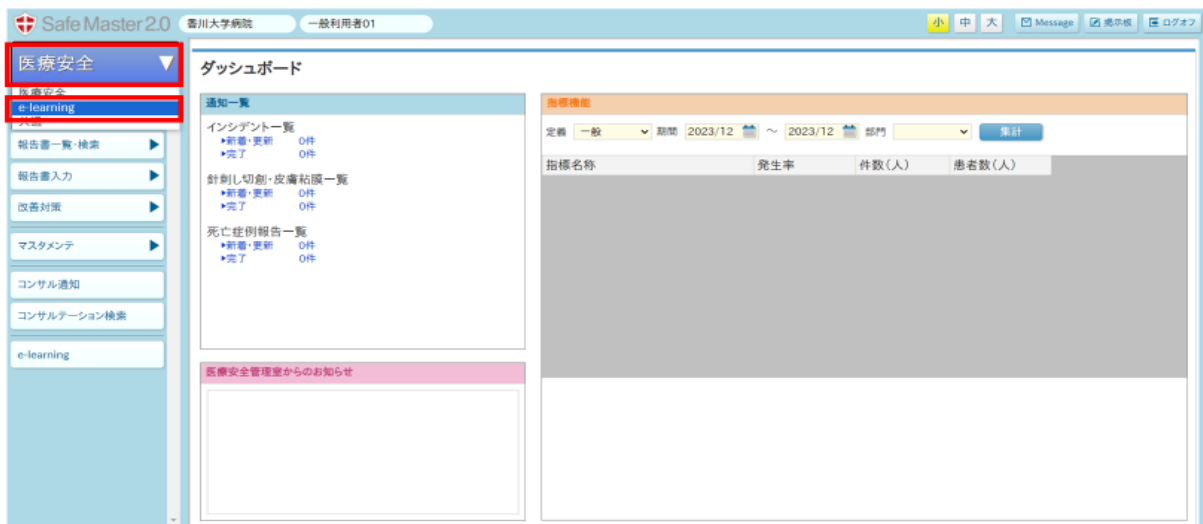 Safe Master 2.0 香川大学病院 一般利用者01 小 中 大 Message 掲示板 ログオフ
医療安全 ▼
医療安全
e-learning
共通
報告書一覧・検索 ▶
報告書入力 ▶
改善対策 ▶
マスタメンテ ▶
コンサル通知
コンサルテーション検索
e-learning
ダッシュボード
通知一覧
インシデント一覧
▶新着・更新 0件
▶完了 0件
針刺し切創・皮膚粘膜一覧
▶新着・更新 0件
▶完了 0件
死亡症例報告一覧
▶新着・更新 0件
▶完了 0件
医療安全管理室からのお知らせ
指標機能
定義 一般 期間 2023/12 ～ 2023/12 部門 集計
指標名称 発生率 件数(人) 患者数(人)